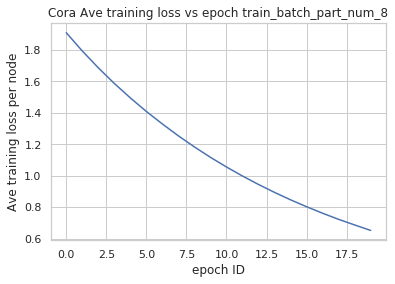 Cora Ave training loss vs epoch train_batch_part_num_8
Ave training loss per node
1.8
1.6
1.4
1.2
1.0
0.8
0.6
0.0 2.5 5.0 7.5 10.0 12.5 15.0 17.5
epoch ID